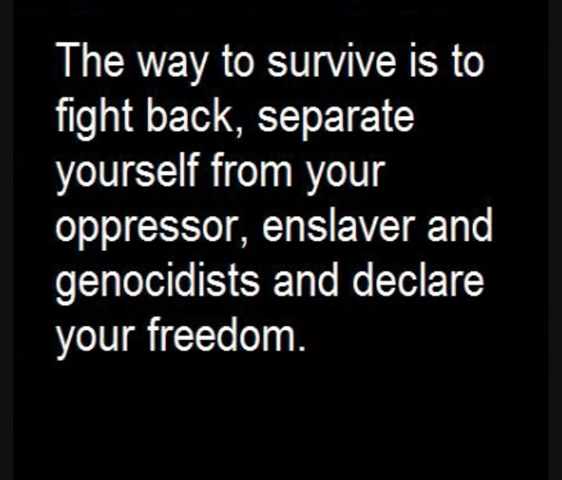 The way to survive is to
fight back, separate
yourself from your
oppressor, enslaver and
genocidists and declare
your freedom.